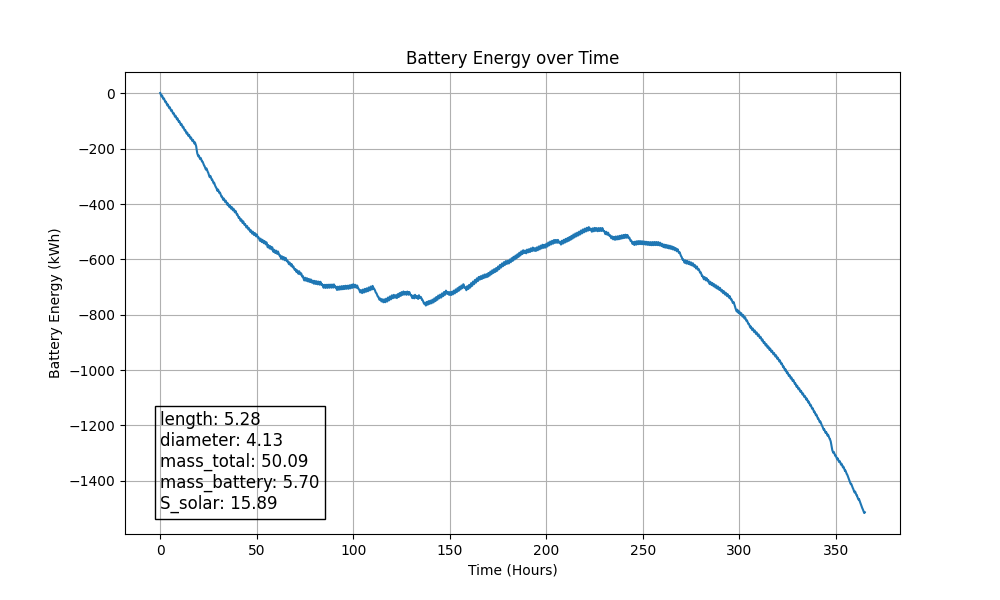 Battery Energy over Time
Battery Energy (kWh)
0
−200
−400
−600
−800
−1000
−1200
−1400
length: 5.28
diameter: 4.13
mass_total: 50.09
mass_battery: 5.70
S_solar: 15.89
0 50 100 150 200 250 300 350
Time (Hours)